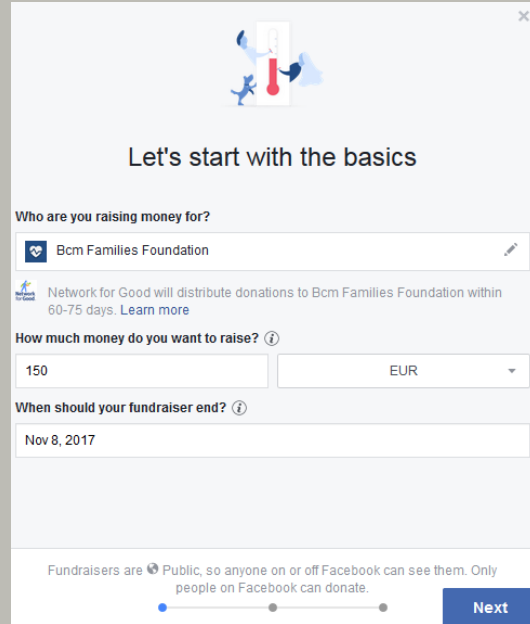 Let's start with the basics
Who are you raising money for?
Bcm Families Foundation
Network for Good
Network for Good will distribute donations to Bcm Families Foundation within
60-75 days. Learn more
How much money do you want to raise?
150
EUR
When should your fundraiser end?
Nov 8, 2017
Fundraisers are Public, so anyone on or off Facebook can see them. Only
people on Facebook can donate.
Next